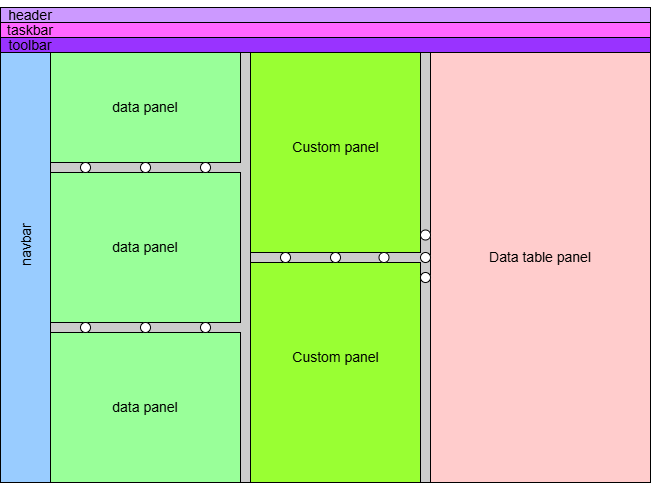 header
taskbar
toolbar
navbar
data panel
data panel
data panel
Custom panel
Custom panel
Data table panel